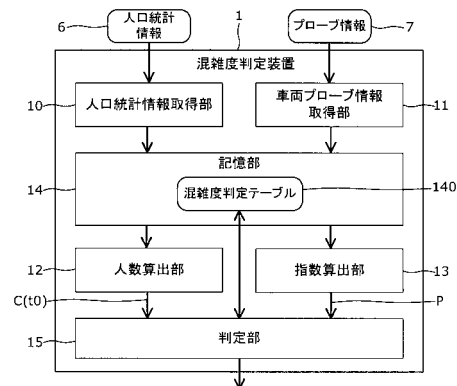 人口統計
情報
6
1
プローブ情報
7
混雑度判定装置
10
人口統計情報取得部
車両プローブ情報
取得部
11
記憶部
14
混雑度判定テーブル
140
12
人数算出部
指数算出部
13
C(t0)
P
15
判定部